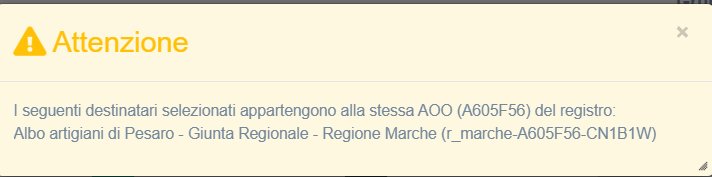 Attenzione
×
I seguenti destinatari selezionati appartengono alla stessa AOO (A605F56) del registro:
Albo artigiani di Pesaro - Giunta Regionale - Regione Marche (r_marche-A605F56-CN1B1W)